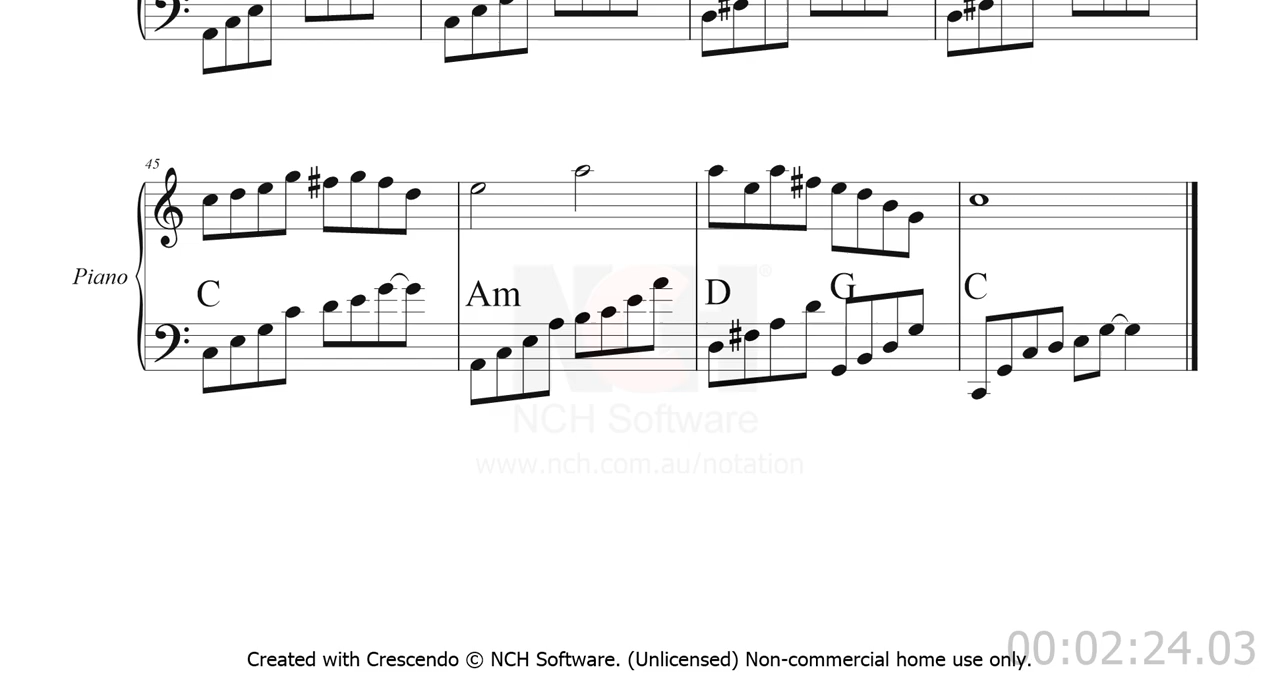 45
Piano
C Am D G C
NCH ®
NCH Software
www.nch.com.au/notation
00:02:24.03
Created with Crescendo © NCH Software. (Unlicensed) Non-commercial home use only.